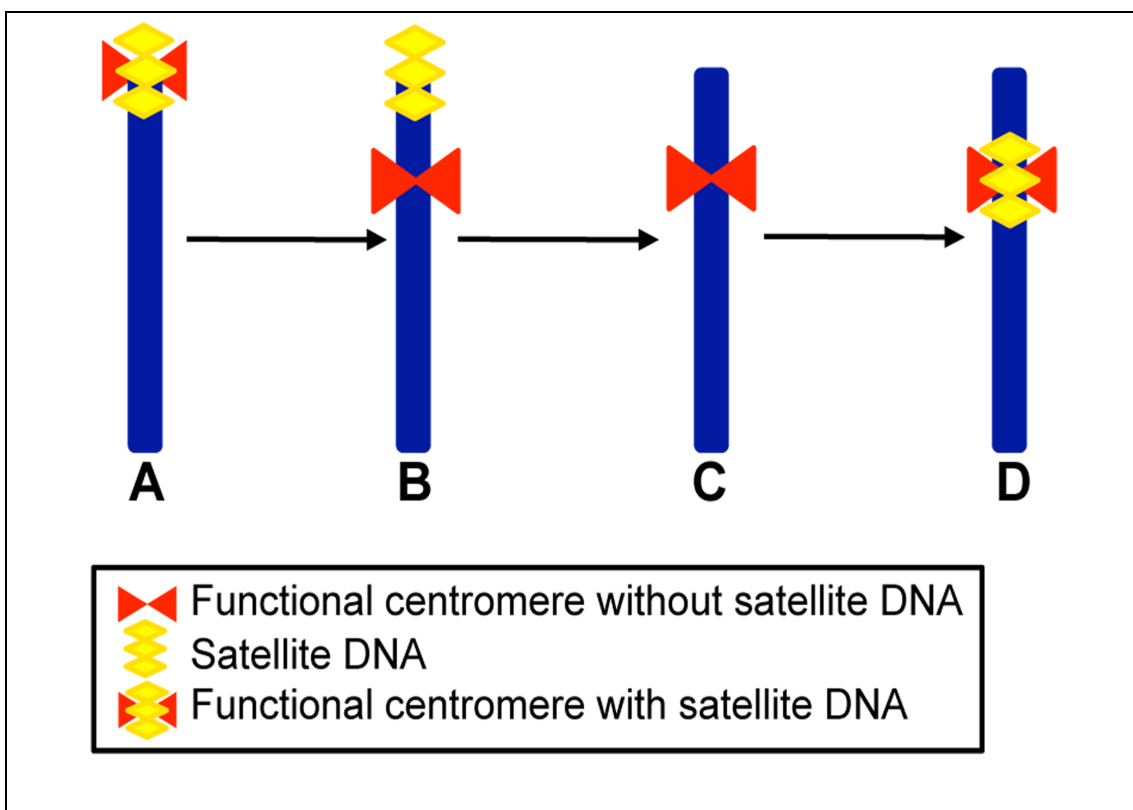 A B C D
Functional centromere without satellite DNA
Satellite DNA
Functional centromere with satellite DNA